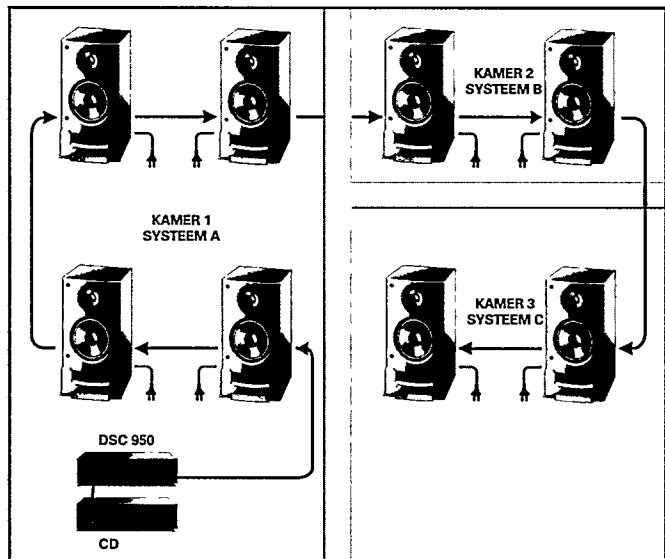 KAMER 2
SYSTEEM B
KAMER 1
SYSTEEM A
KAMER 3
SYSTEEM C
DSC 950
CD